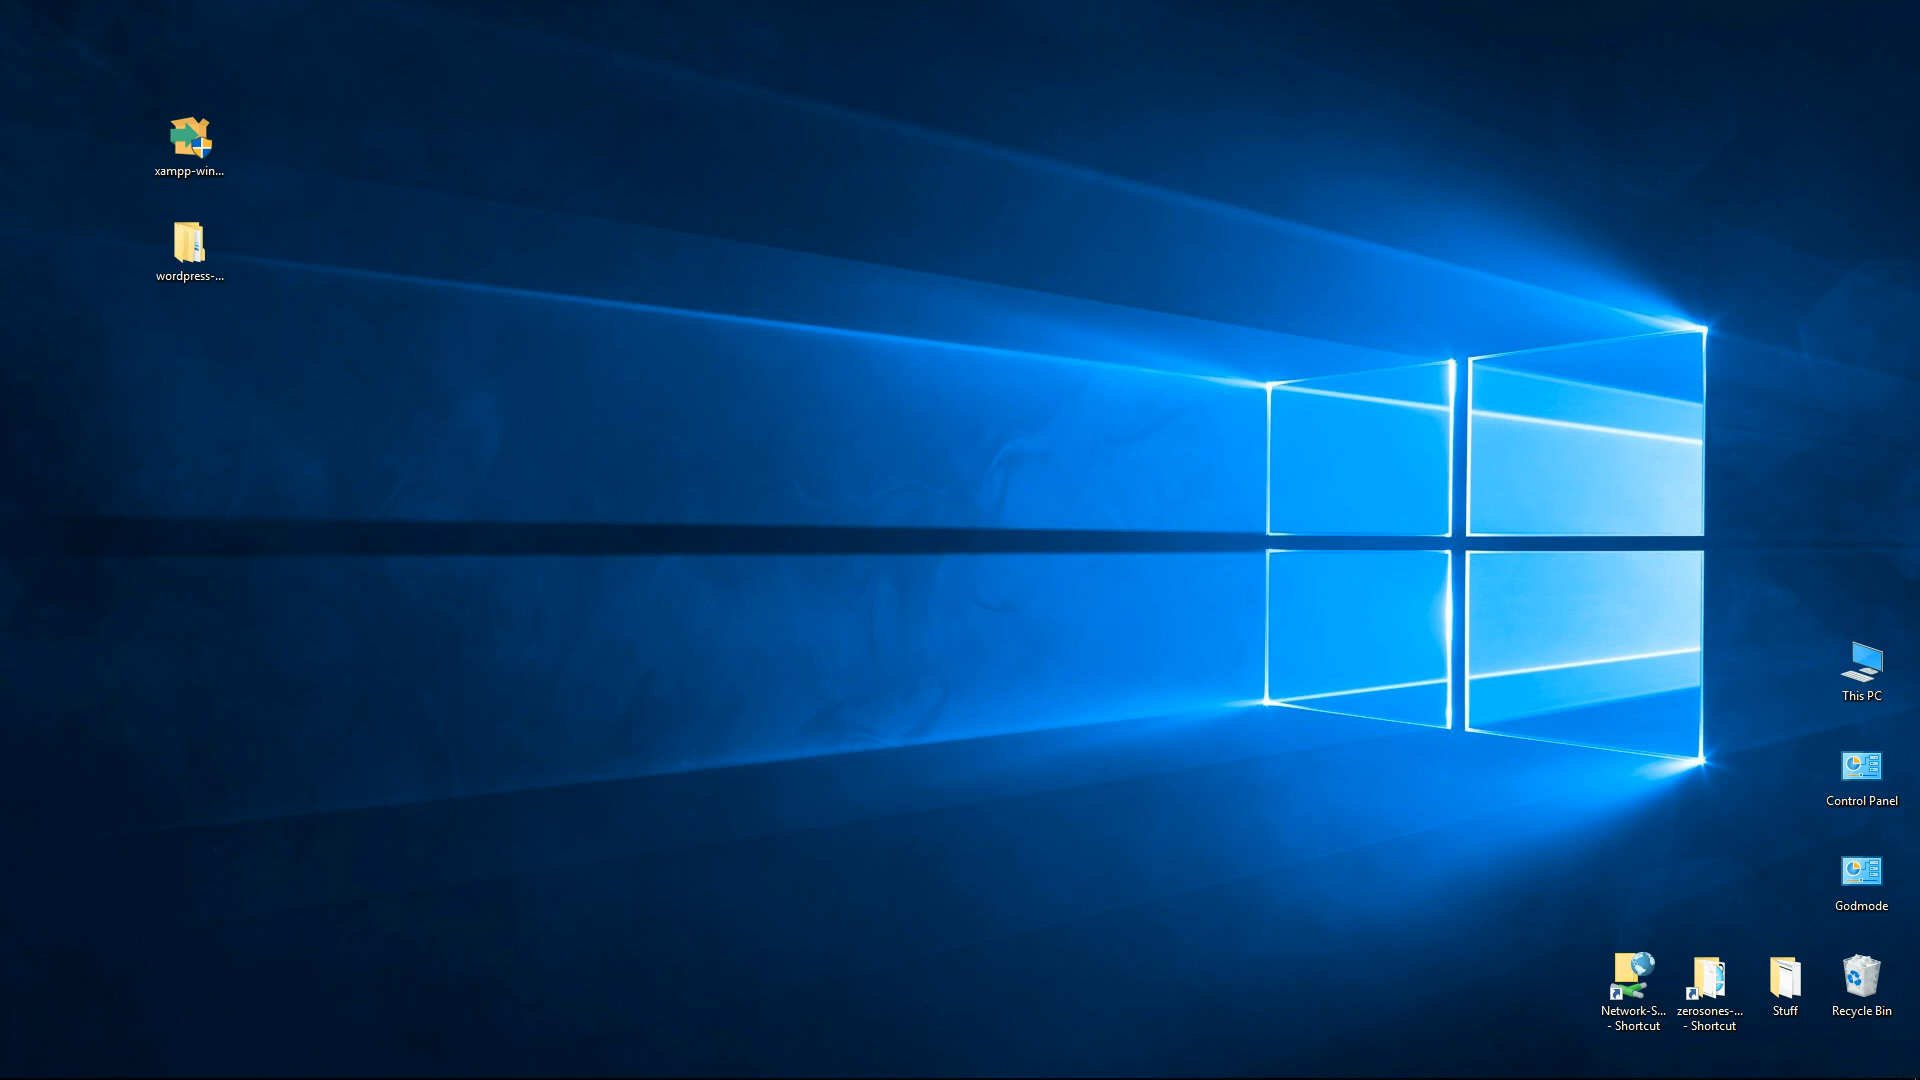 xampp-win...
wordpress-...
This PC
Control Panel
Godmode
Network-S...
- Shortcut
zerosones-...
- Shortcut
Stuff
Recycle Bin